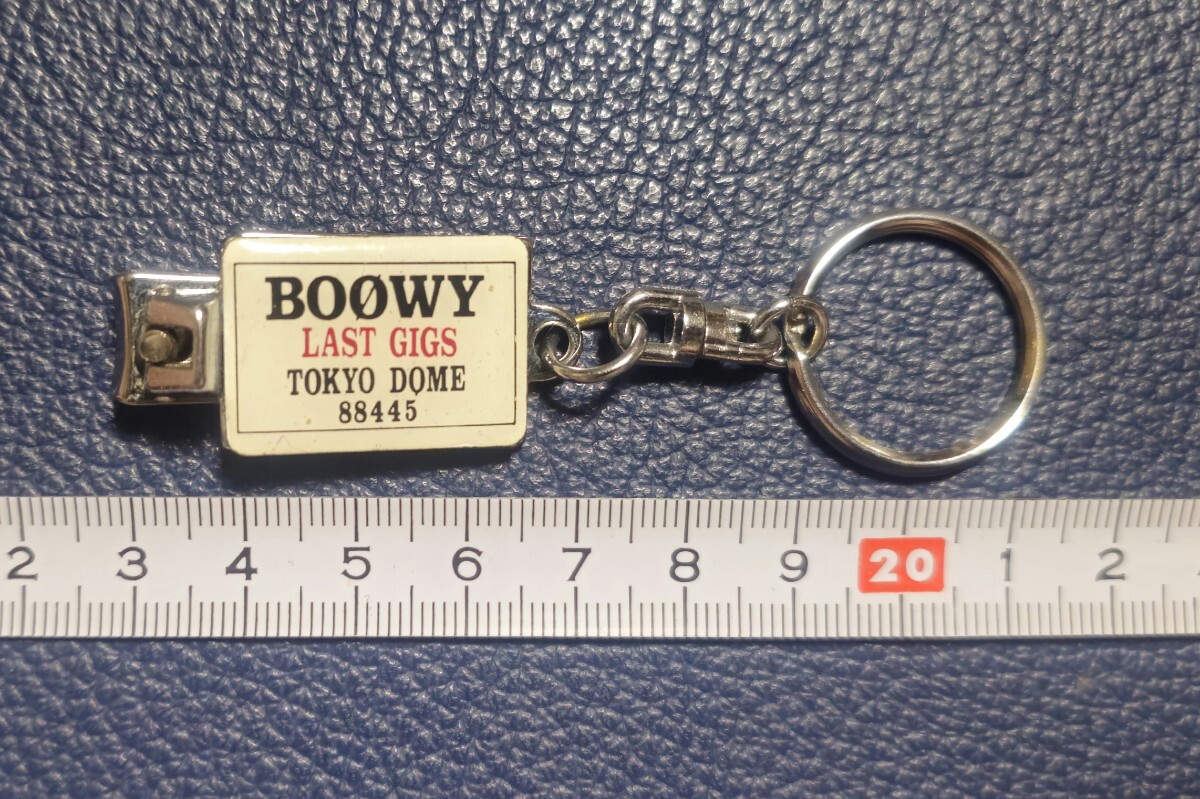 BOØWY
LAST GIGS
TOKYO DOME
88445
2 3 4 5 6 7 8 9 20 1 2